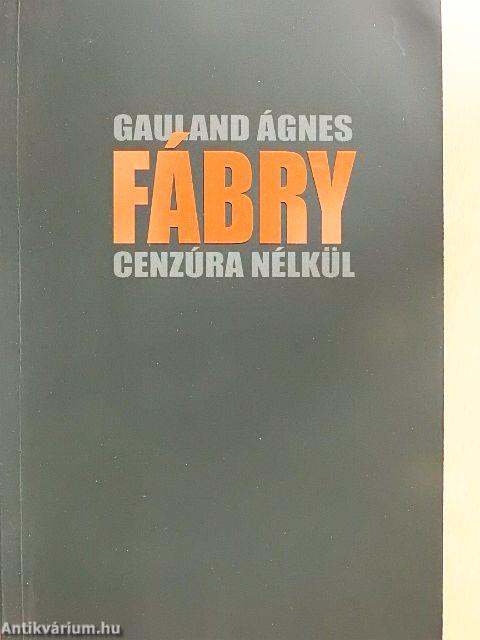 GAULAND ÁGNES
FÁBRY
CENZÚRA NÉLKÜL
Antikvárium.hu